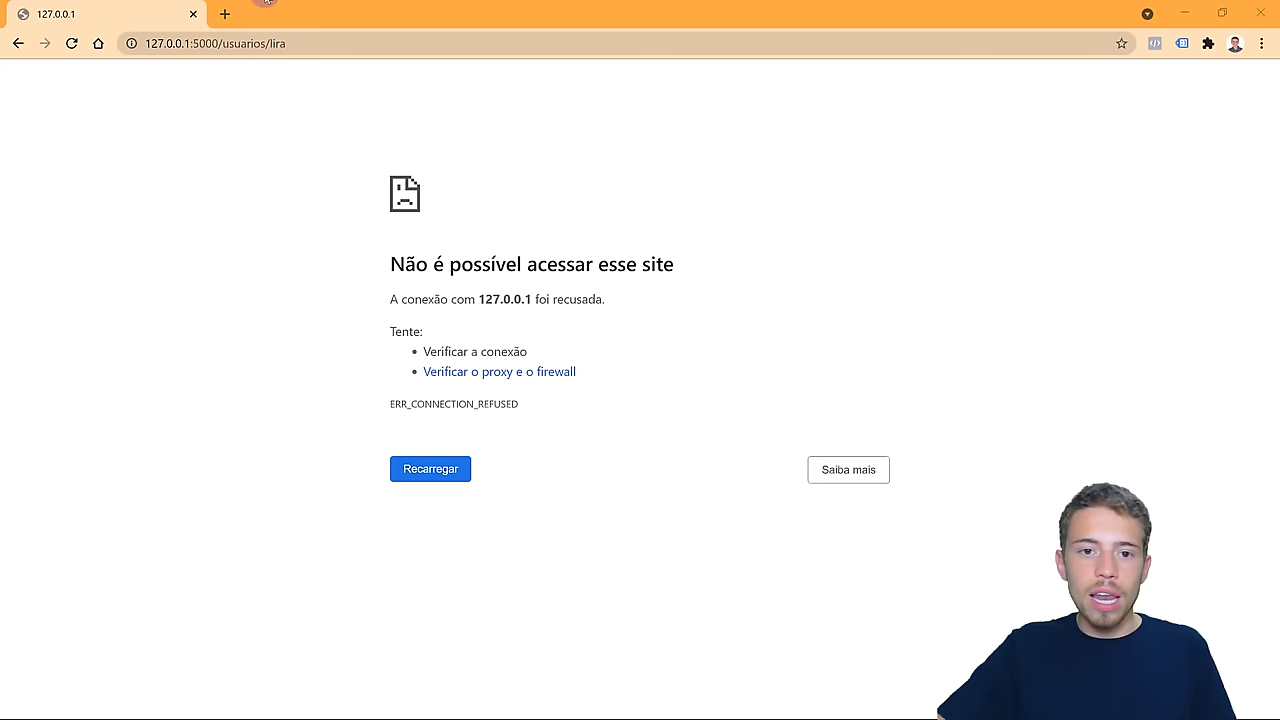 127.0.0.1
127.0.0.1:5000/usuarios/lira
Não é possível acessar esse site
A conexão com 127.0.0.1 foi recusada.
Tente:
Verificar a conexão
Verificar o proxy e o firewall
ERR_CONNECTION_REFUSED
Recarregar
Saiba mais